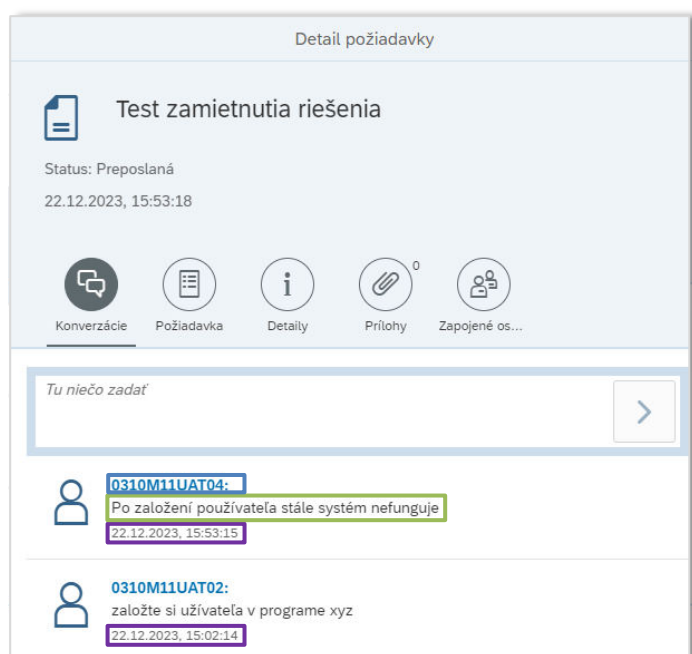 Detail požiadavky
Test zamietnutia riešenia
Status: Preposlaná
22.12.2023, 15:53:18
0
Konverzácie Požiadavka Detaily Prílohy Zapojené os...
Tu niečo zadať
0310M11UAT04:
Po založení používateľa stále systém nefunguje
22.12.2023, 15:53:15
0310M11UAT02:
založte si užívateľa v programe xyz
22.12.2023, 15:02:14